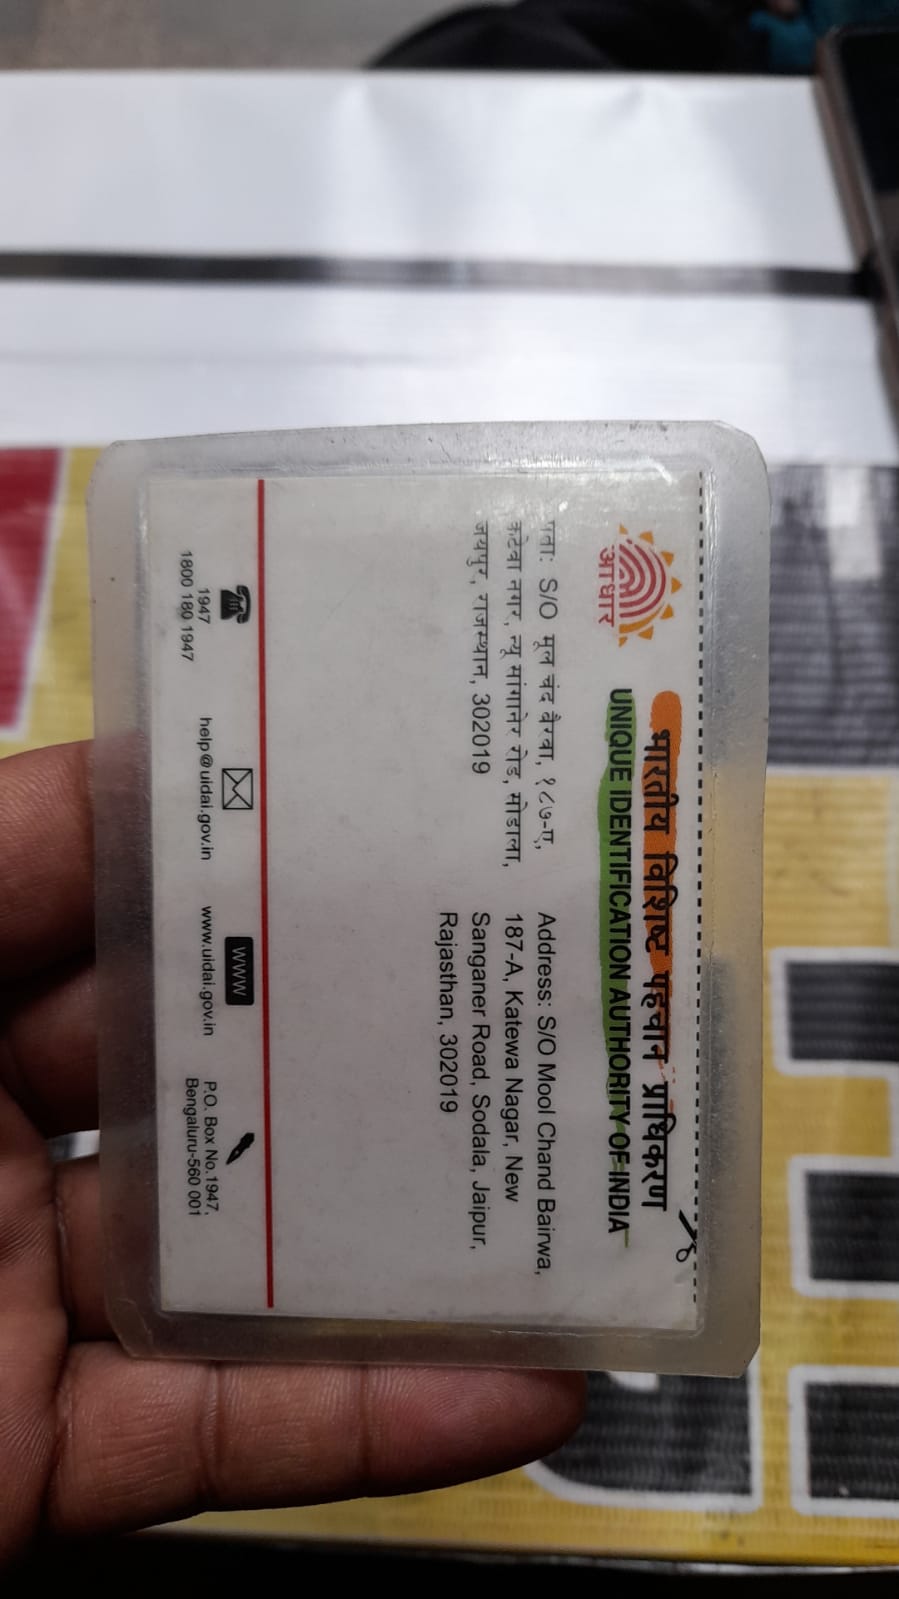 भारतीय विशिष्ट पहचान प्राधिकरण
UNIQUE IDENTIFICATION AUTHORITY OF INDIA
आधार
पता: S/O मूल चंद बैरवा, १८७-ए,
कटेवा नगर, न्यू सांगानेर रोड, सोडाला,
जयपुर, राजस्थान, 302019
Address: S/O Mool Chand Bairwa,
187-A, Katewa Nagar, New
Sanganer Road, Sodala, Jaipur,
Rajasthan, 302019
1947
1800 180 1947
help@uidai.gov.in
www
www.uidai.gov.in
P.O. Box No.1947,
Bengaluru-560 001